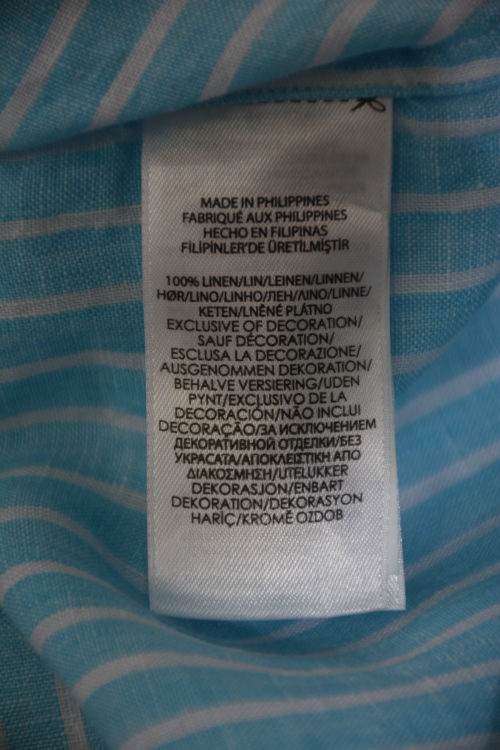 MADE IN PHILIPPINES
FABRIQUÉ AUX PHILIPPINES
HECHO EN FILIPINAS
FİLİPİNLER'DE ÜRETİLMİŞTİR
100% LINEN/LIN/LEINEN/LINNEN/
HØR/LINO/LINHO/ЛЕН/ΛΙΝΟ/LINNE/
KETEN/LNĚNÉ PLÁTNO
EXCLUSIVE OF DECORATION/
SAUF DÉCORATION/
ESCLUSA LA DECORAZIONE/
AUSGENOMMEN DEKORATION/
BEHALVE VERSIERING/UDEN
PYNT/EXCLUSIVO DE LA
DECORACIÓN/NÃO INCLUI
DECORAÇÃO/ЗА ИСКЛЮЧЕНИЕМ
ДЕКОРАТИВНОЙ ОТДЕЛКИ/БЕЗ
УКРАСАТА/ΑΠΟΚΛΕΙΣΤΙΚΗ ΑΠΟ
ΔΙΑΚΟΣΜΗΣΗ/UTELUKKER
DEKORASJON/ENBART
DEKORATION/DEKORASYON
HARİÇ/KROMĚ OZDOB